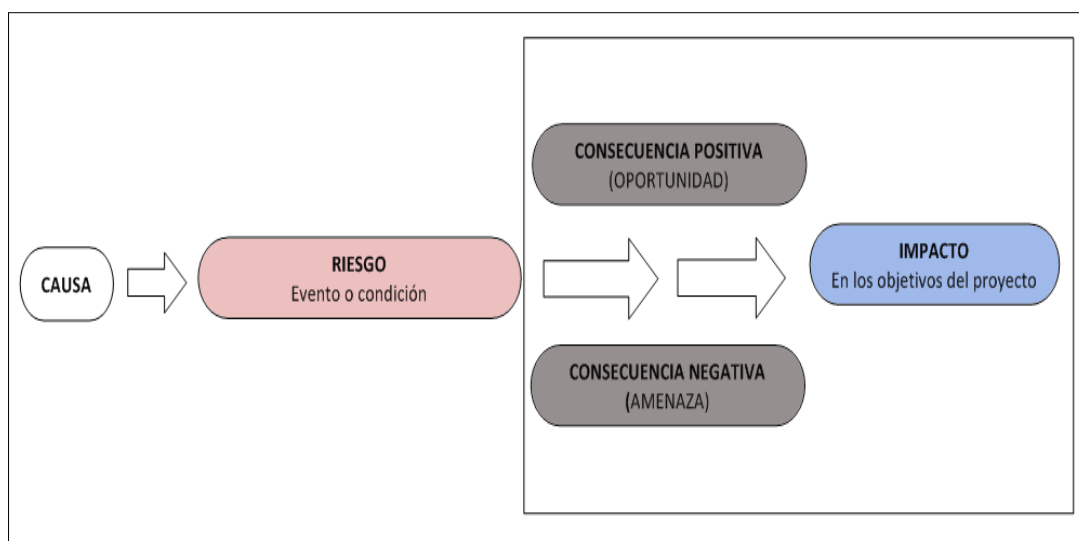 CAUSA
RIESGO
Evento o condición
CONSECUENCIA POSITIVA
(OPORTUNIDAD)
CONSECUENCIA NEGATIVA
(AMENAZA)
IMPACTO
En los objetivos del proyecto